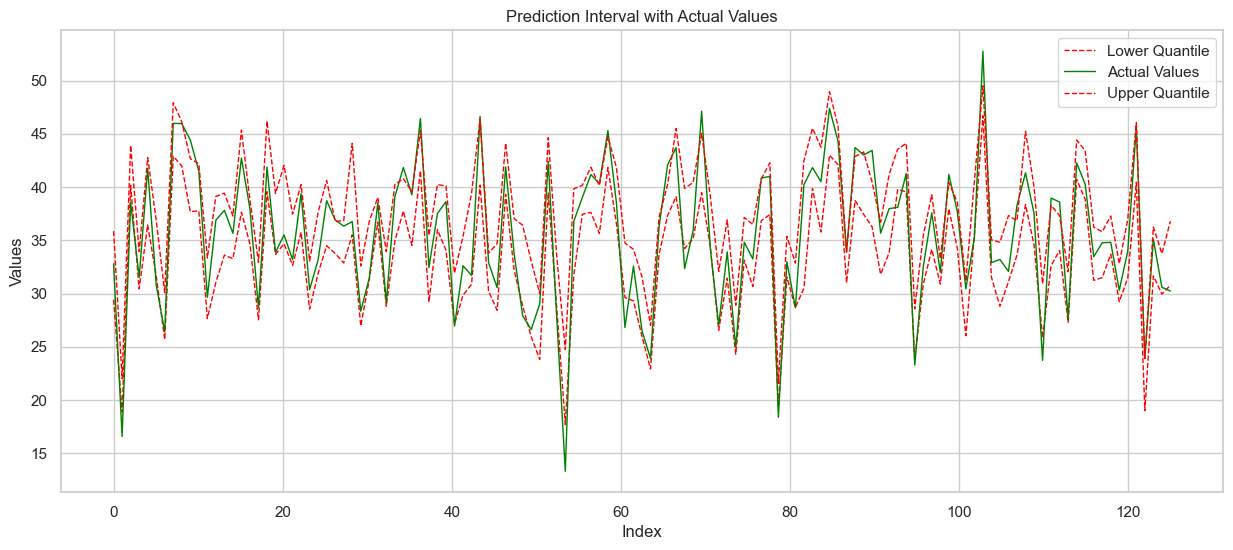 Prediction Interval with Actual Values
Lower Quantile
Actual Values
Upper Quantile
Values
50
45
40
35
30
25
20
15
0 20 40 60 80 100 120
Index